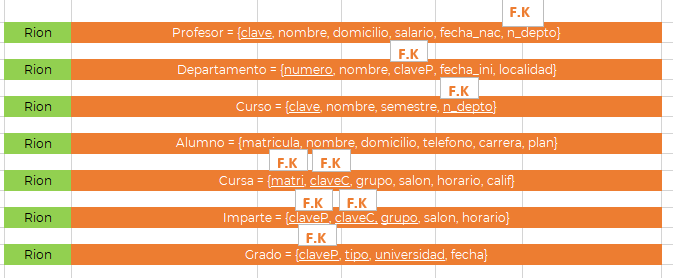 F.K
Rion Profesor = {clave, nombre, domicilio, salario, fecha_nac, n_depto}
F.K
Rion Departamento = {numero, nombre, claveP, fecha_ini, localidad}
F.K
Rion Curso = {clave, nombre, semestre, n_depto}
Rion Alumno = {matricula, nombre, domicilio, telefono, carrera, plan}
F.K F.K
Rion Cursa = {matri, claveC, grupo, salon, horario, calif}
F.K F.K
Rion Imparte = {claveP, claveC, grupo, salon, horario}
F.K
Rion Grado = {claveP, tipo, universidad, fecha}